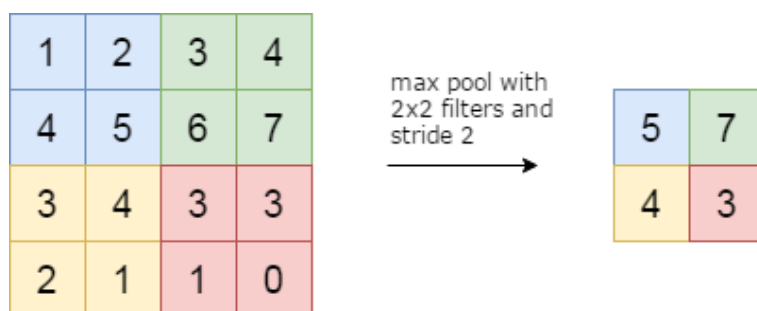 1 2 3 4
4 5 6 7
3 4 3 3
2 1 1 0
max pool with
2x2 filters and
stride 2
5 7
4 3